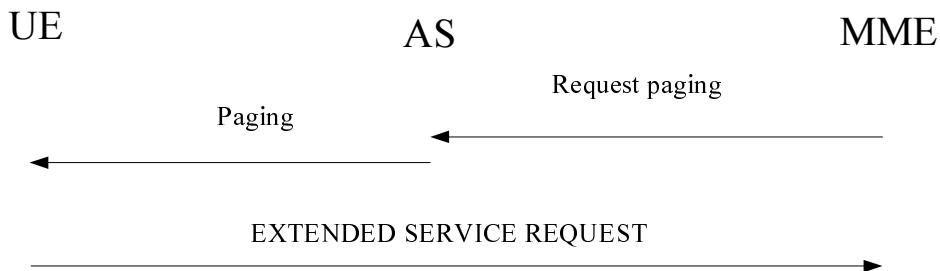 UE
AS
MME
Request paging
Paging
EXTENDED SERVICE REQUEST